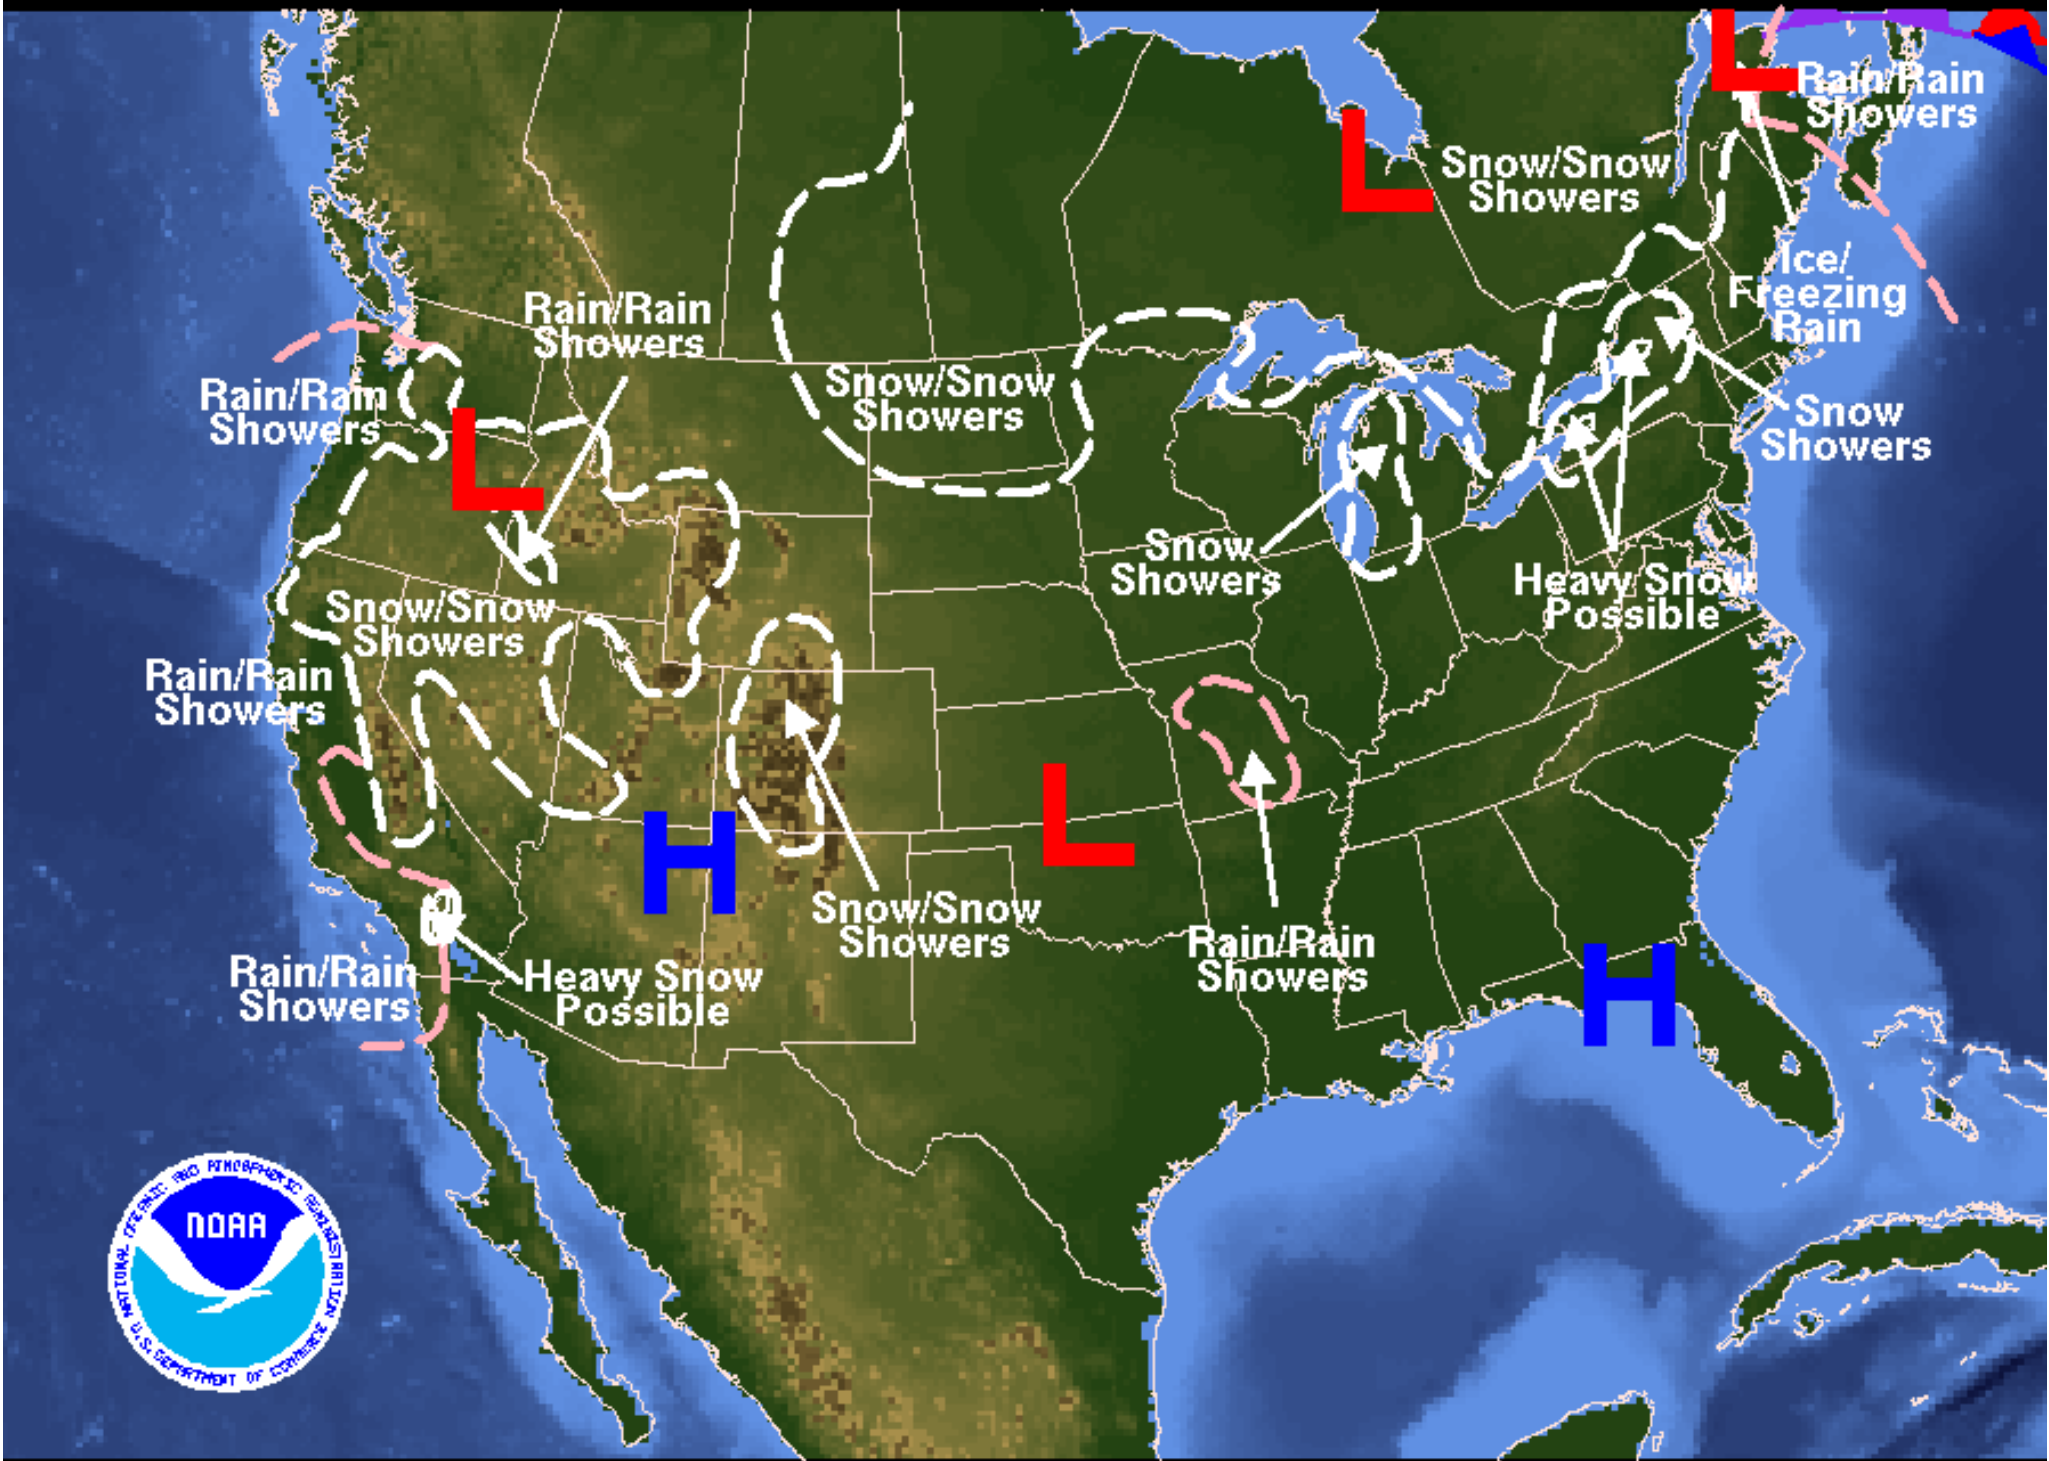 L
Rain/Rain
Showers
L
Snow/Snow
Showers
Ice/
Freezing
Rain
Rain/Rain
Showers
Rain/Rain
Showers
Snow/Snow
Showers
Snow
Showers
L
Snow
Showers
Heavy Snow
Possible
Snow/Snow
Showers
Rain/Rain
Showers
L
H
Snow/Snow
Showers
Rain/Rain
Showers
H
Rain/Rain
Showers
Heavy Snow
Possible
NATIONAL OCEANIC AND ATMOSPHERIC ADMINISTRATION
NOAA
U.S. DEPARTMENT OF COMMERCE